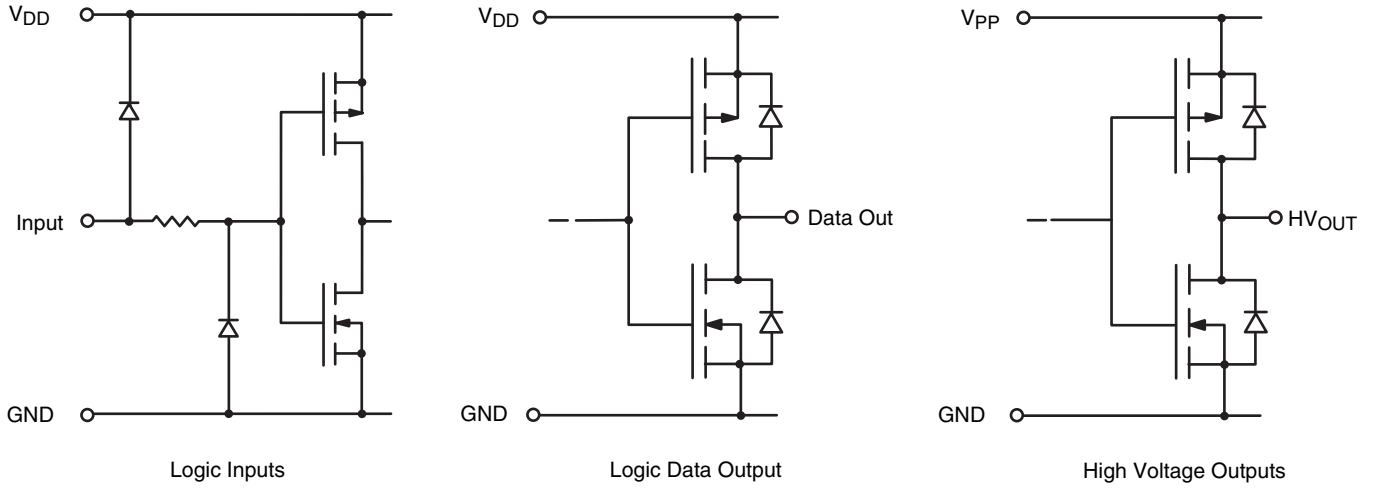 VDD
Input
GND
Logic Inputs
VDD
Data Out
GND
Logic Data Output
VPP
HVOUT
GND
High Voltage Outputs